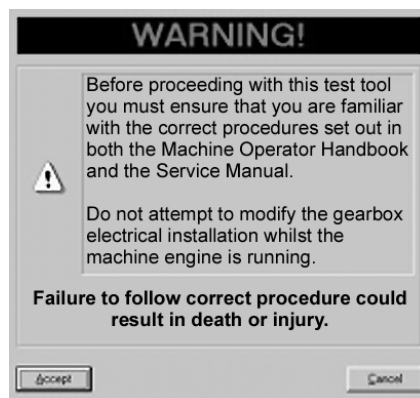 WARNING!
Before proceeding with this test tool
you must ensure that you are familiar
with the correct procedures set out in
both the Machine Operator Handbook
and the Service Manual.
Do not attempt to modify the gearbox
electrical installation whilst the
machine engine is running.
Failure to follow correct procedure could
result in death or injury.
Accept
Cancel